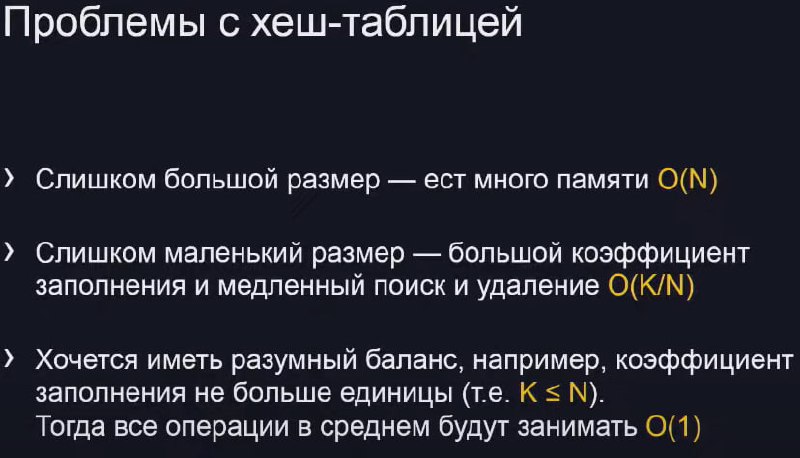 Проблемы с хеш-таблицей
› Слишком большой размер — ест много памяти O(N)
› Слишком маленький размер — большой коэффициент
заполнения и медленный поиск и удаление O(K/N)
› Хочется иметь разумный баланс, например, коэффициент
заполнения не больше единицы (т.е. K ≤ N).
Тогда все операции в среднем будут занимать O(1)